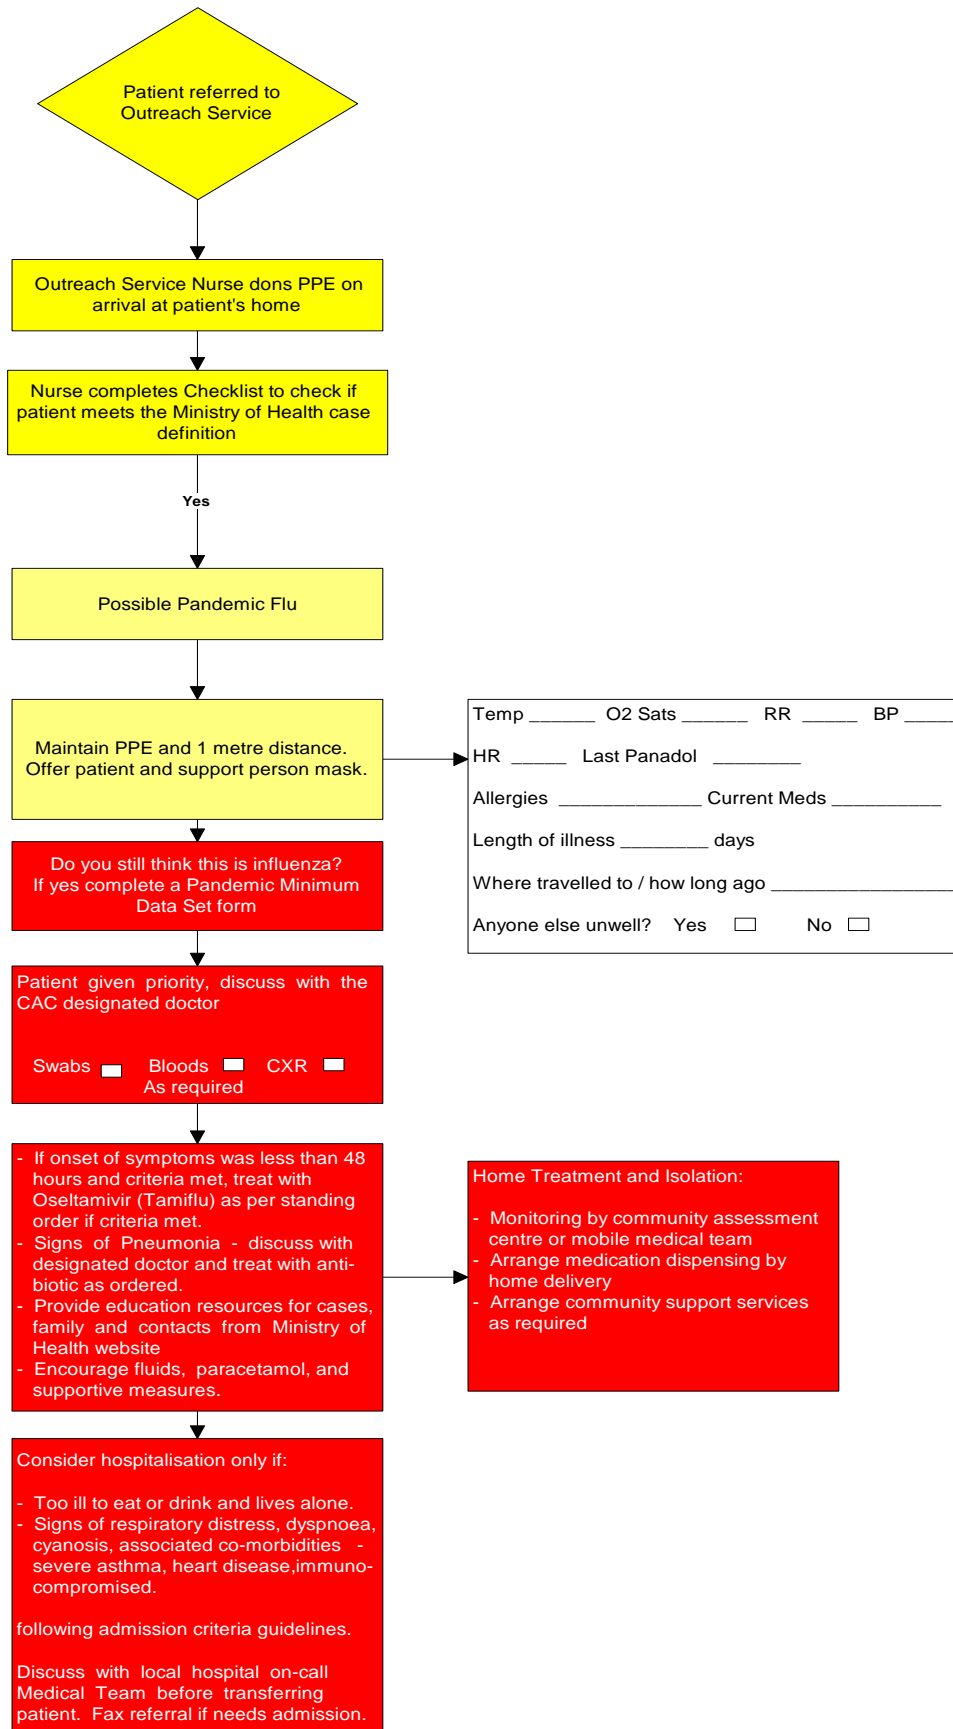 Patient referred to
Outreach Service
Outreach Service Nurse dons PPE on
arrival at patient's home
Nurse completes Checklist to check if
patient meets the Ministry of Health case
definition
Yes
Possible Pandemic Flu
Maintain PPE and 1 metre distance.
Offer patient and support person mask.
Temp ______ O2 Sats ______ RR _____ BP _____
HR _____ Last Panadol ________
Allergies _____________ Current Meds __________
Length of illness ________ days
Where travelled to / how long ago _________________
Anyone else unwell? Yes No
Do you still think this is influenza?
If yes complete a Pandemic Minimum
Data Set form
Patient given priority, discuss with the
CAC designated doctor
Swabs Bloods CXR
As required
- If onset of symptoms was less than 48
hours and criteria met, treat with
Oseltamivir (Tamiflu) as per standing
order if criteria met.
- Signs of Pneumonia - discuss with
designated doctor and treat with anti-
biotic as ordered.
- Provide education resources for cases,
family and contacts from Ministry of
Health website
- Encourage fluids, paracetamol, and
supportive measures.
Home Treatment and Isolation:
- Monitoring by community assessment
centre or mobile medical team
- Arrange medication dispensing by
home delivery
- Arrange community support services
as required
Consider hospitalisation only if:
- Too ill to eat or drink and lives alone.
- Signs of respiratory distress, dyspnoea,
cyanosis, associated co-morbidities -
severe asthma, heart disease,immuno-
compromised.
following admission criteria guidelines.
Discuss with local hospital on-call
Medical Team before transferring
patient. Fax referral if needs admission.